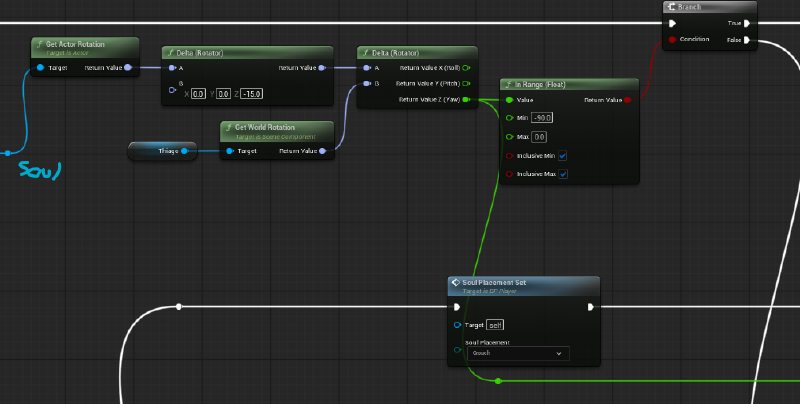 Branch
True
Condition
False
Get Actor Rotation
Target is Actor
Target
Return Value
Delta (Rotator)
A
Return Value
B
X 0.0 Y 0.0 Z -15.0
Delta (Rotator)
A
Return Value X (Roll)
B
Return Value Y (Pitch)
Return Value Z (Yaw)
In Range (Float)
Value
Return Value
Min -90.0
Max 0.0
Inclusive Min
Inclusive Max
Get World Rotation
Target is Scene Component
Target
Return Value
Soul
Soul Placement Set
Target is BP Player
Target self
Soul Placement
Crouch